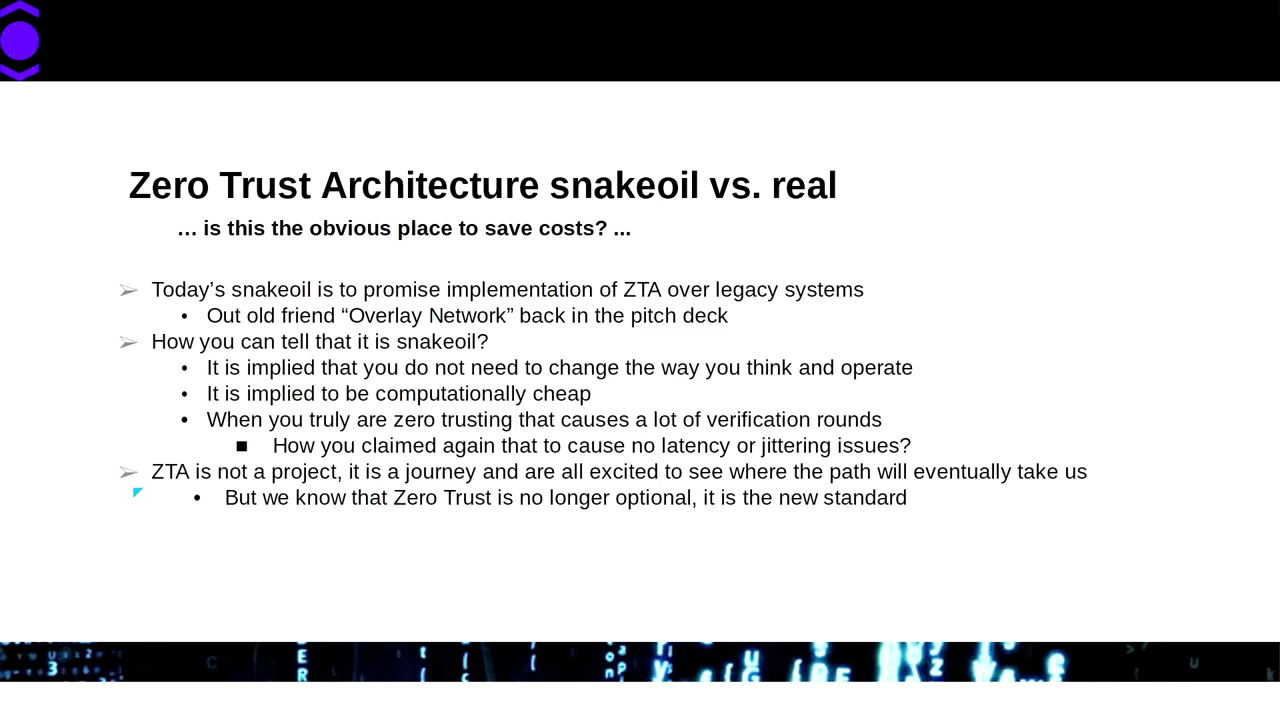 Zero Trust Architecture snakeoil vs. real
… is this the obvious place to save costs? ...
➢ Today’s snakeoil is to promise implementation of ZTA over legacy systems
• Out old friend “Overlay Network” back in the pitch deck
➢ How you can tell that it is snakeoil?
• It is implied that you do not need to change the way you think and operate
• It is implied to be computationally cheap
• When you truly are zero trusting that causes a lot of verification rounds
■ How you claimed again that to cause no latency or jittering issues?
➢ ZTA is not a project, it is a journey and are all excited to see where the path will eventually take us
• But we know that Zero Trust is no longer optional, it is the new standard